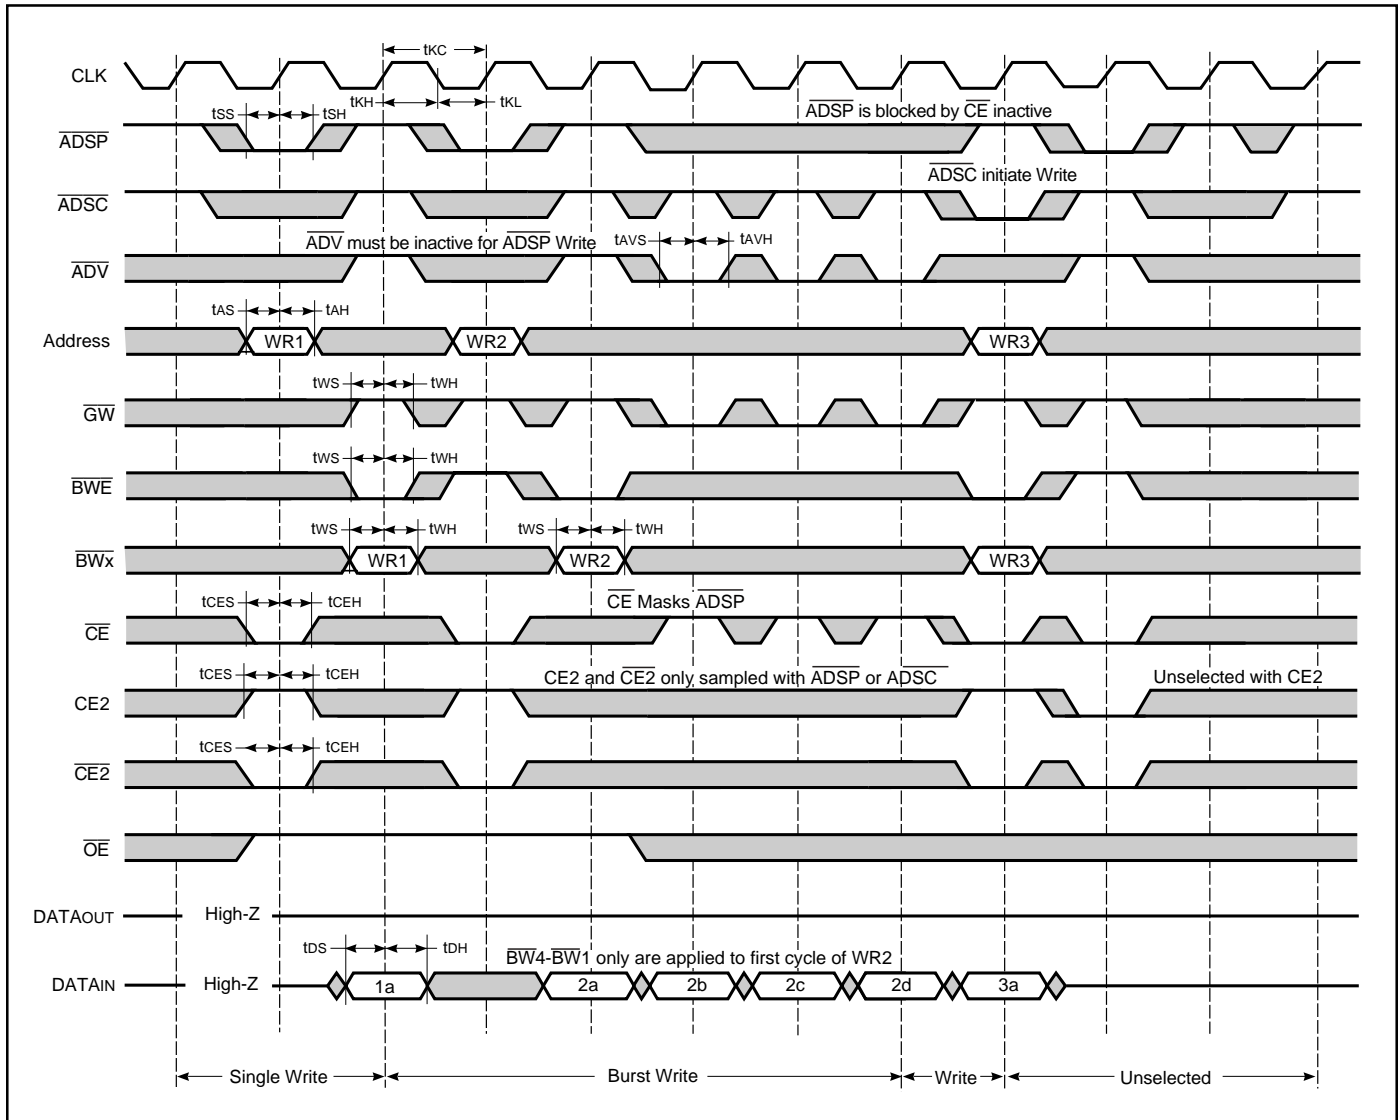 tKC
CLK
tKH
tKL
tSS
tSH
ADSP is blocked by CE inactive
ADSP
ADSC initiate Write
ADSC
ADV must be inactive for ADSP Write
tAVS
tAVH
ADV
tAS
tAH
Address
WR1
WR2
WR3
tWS
tWH
GW
tWS
tWH
BWE
tWS
tWH
tWS
tWH
BWx
WR1
WR2
WR3
tCES
tCEH
CE Masks ADSP
CE
tCES
tCEH
CE2 and CE2 only sampled with ADSP or ADSC
Unselected with CE2
CE2
tCES
tCEH
CE2
OE
DATAOUT
High-Z
tDS
tDH
BW4-BW1 only are applied to first cycle of WR2
DATAIN
High-Z
1a
2a
2b
2c
2d
3a
Single Write
Burst Write
Write
Unselected